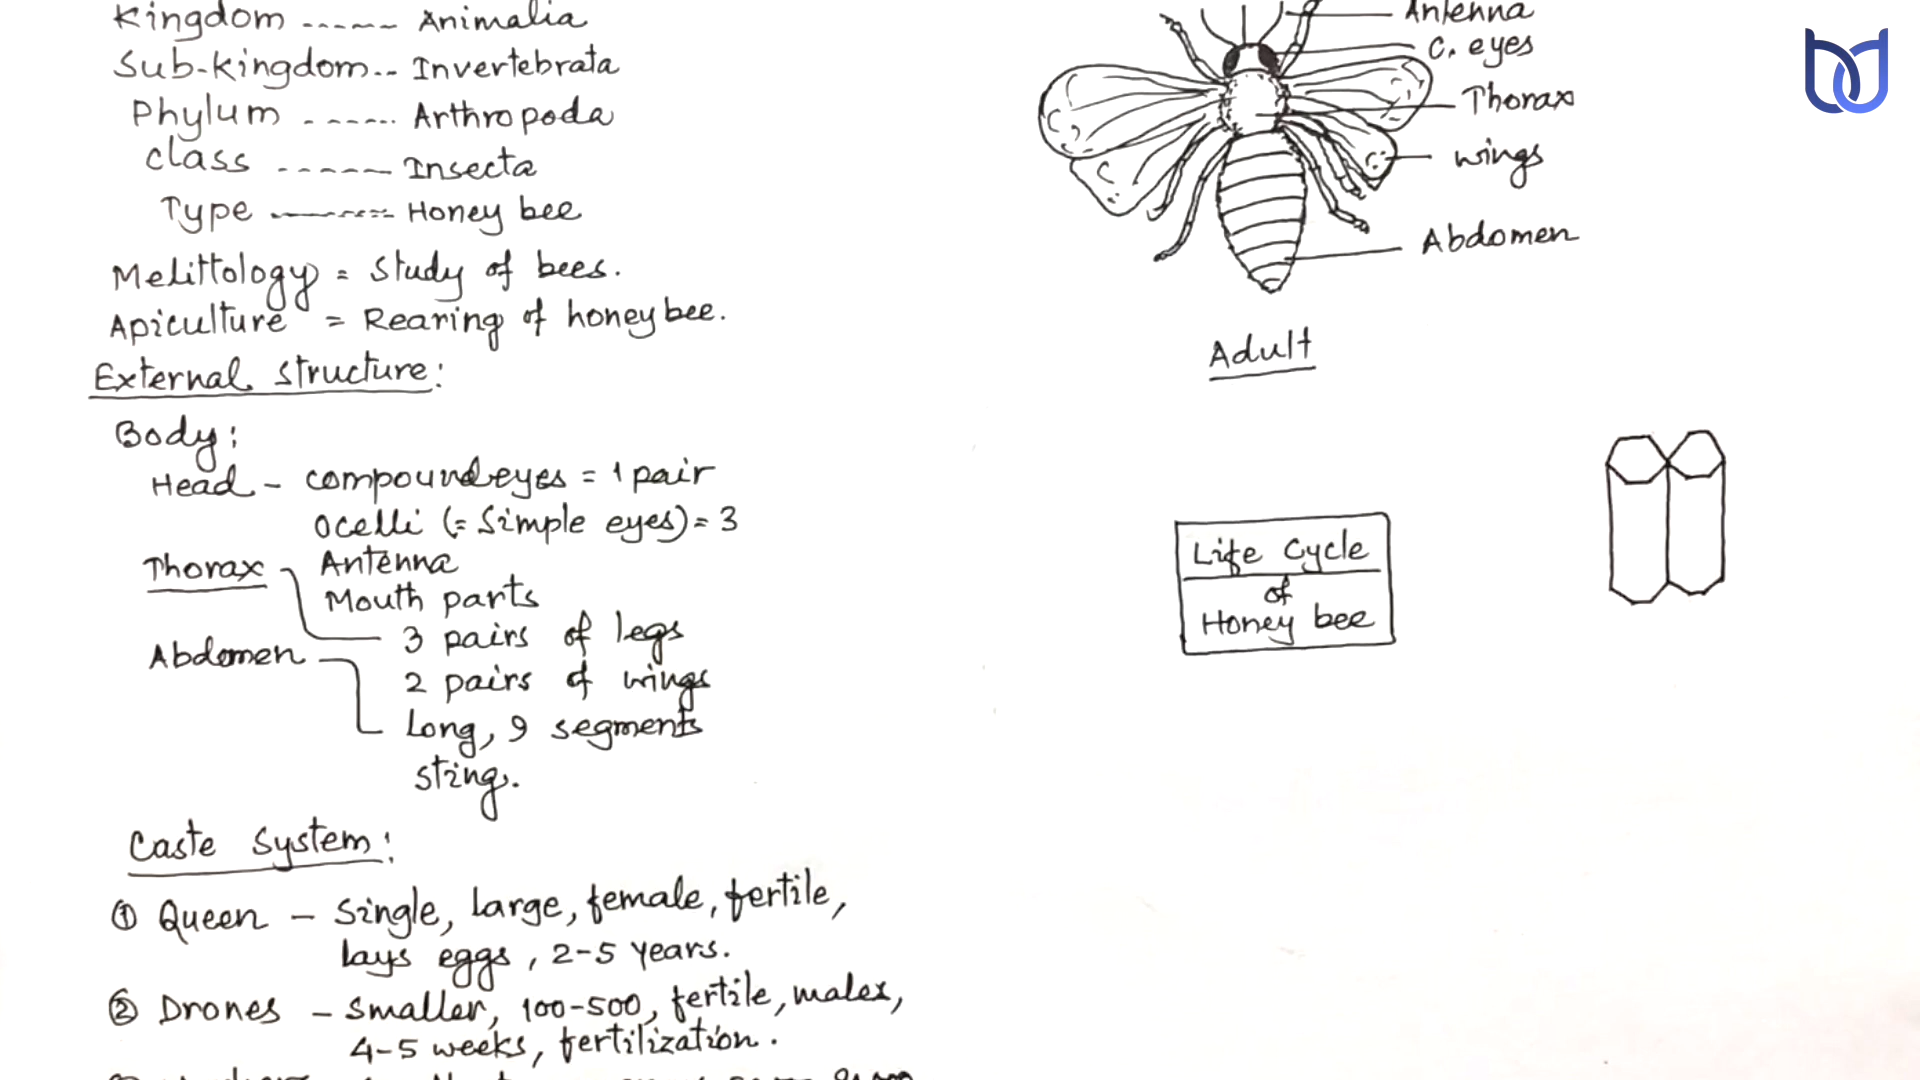 Kingdom ------ Animalia
Sub-kingdom -- Invertebrata
Phylum ------ Arthropoda
class ------ Insecta
Type ------ Honey bee
Melittology = Study of bees.
Apiculture = Rearing of honeybee.
External structure:
Body:
Head - compound eyes = 1 pair
Ocelli (= Simple eyes) = 3
Antenna
Thorax
Mouth parts
3 pairs of legs
Abdomen
2 pairs of wings
Long, 9 segments
sting.
Caste System:
① Queen - Single, large, female, fertile,
lays eggs, 2-5 years.
② Drones - Smaller, 100-500, fertile, males,
4-5 weeks, fertilization.
Antenna
C. eyes
Thorax
wings
Abdomen
Adult
Life Cycle
of
Honey bee